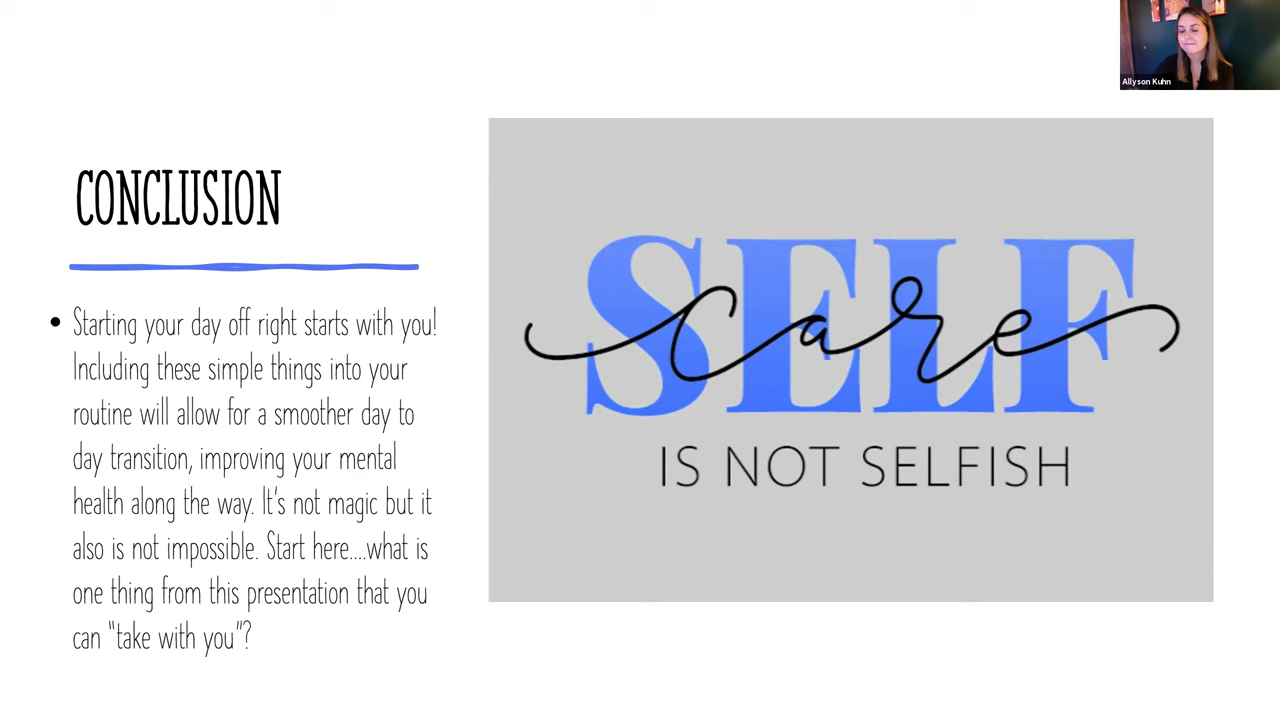 Allyson Kuhn
CONCLUSION
• Starting your day off right starts with you!
Including these simple things into your
routine will allow for a smoother day to
day transition, improving your mental
health along the way. It's not magic but it
also is not impossible. Start here....what is
one thing from this presentation that you
can "take with you"?
SELF
care
IS NOT SELFISH